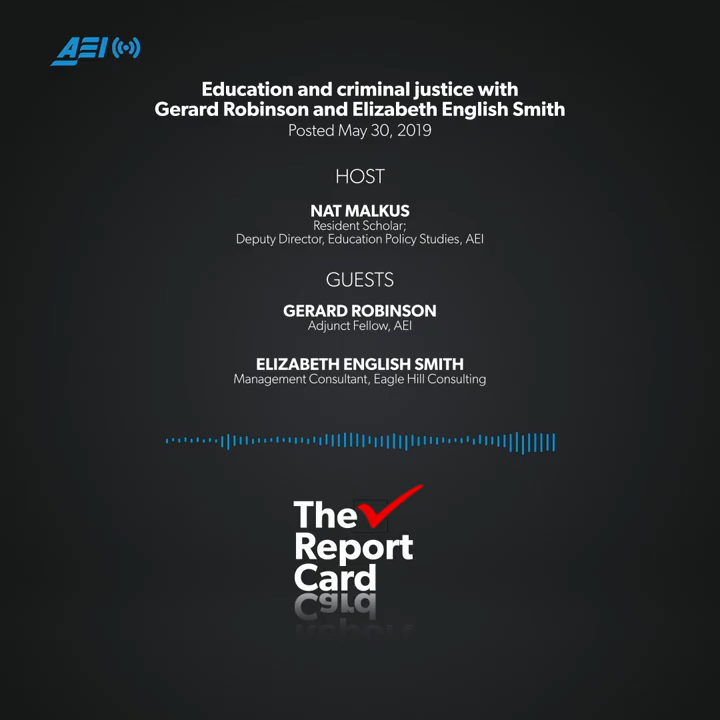 AEI
Education and criminal justice with
Gerard Robinson and Elizabeth English Smith
Posted May 30, 2019
HOST
NAT MALKUS
Resident Scholar;
Deputy Director, Education Policy Studies, AEI
GUESTS
GERARD ROBINSON
Adjunct Fellow, AEI
ELIZABETH ENGLISH SMITH
Management Consultant, Eagle Hill Consulting
The
Report
Card